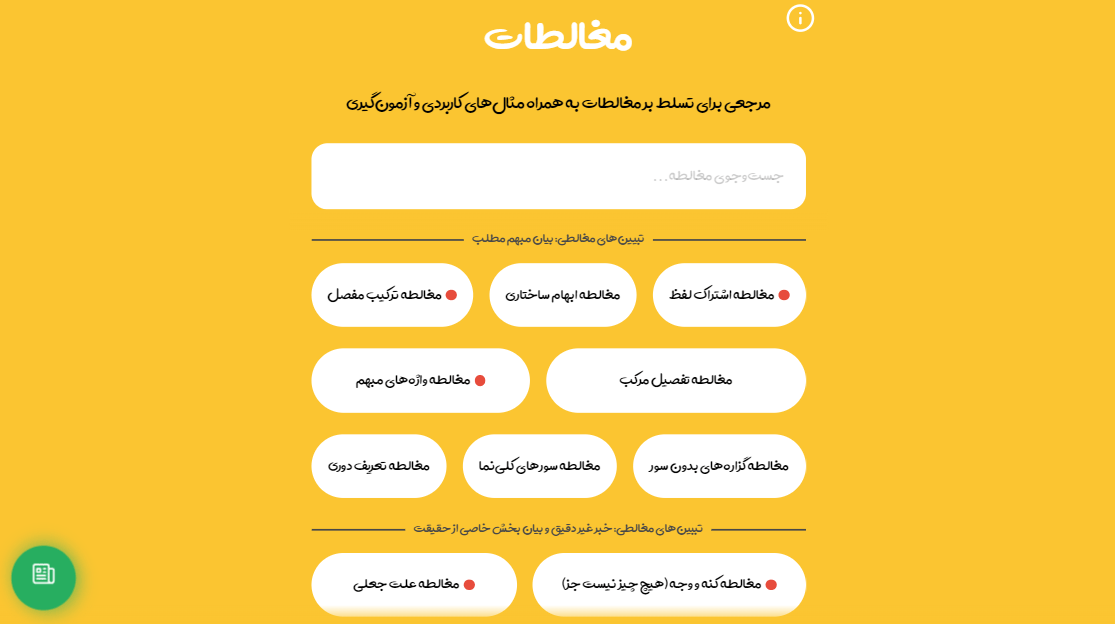 مغالطات
مرجعی برای تسلط بر مغالطات به همراه مثال‌های کاربردی و آزمون‌گیری
جست‌وجوی مغالطه...
تبیین‌های مغالطی: بیان مبهم مطلب
مغالطه اشتراک لفظ
مغالطه ابهام ساختاری
مغالطه ترکیب مفصل
مغالطه تفصیل مرکب
مغالطه واژه‌های مبهم
مغالطه گزاره‌های بدون سور
مغالطه سورهای کلی‌نما
مغالطه تعریف دوری
تبیین‌های مغالطی: خبر غیر دقیق و بیان بخش خاصی از حقیقت
مغالطه کنه و وجه (هیچ چیز نیست جز)
مغالطه علت جعلی